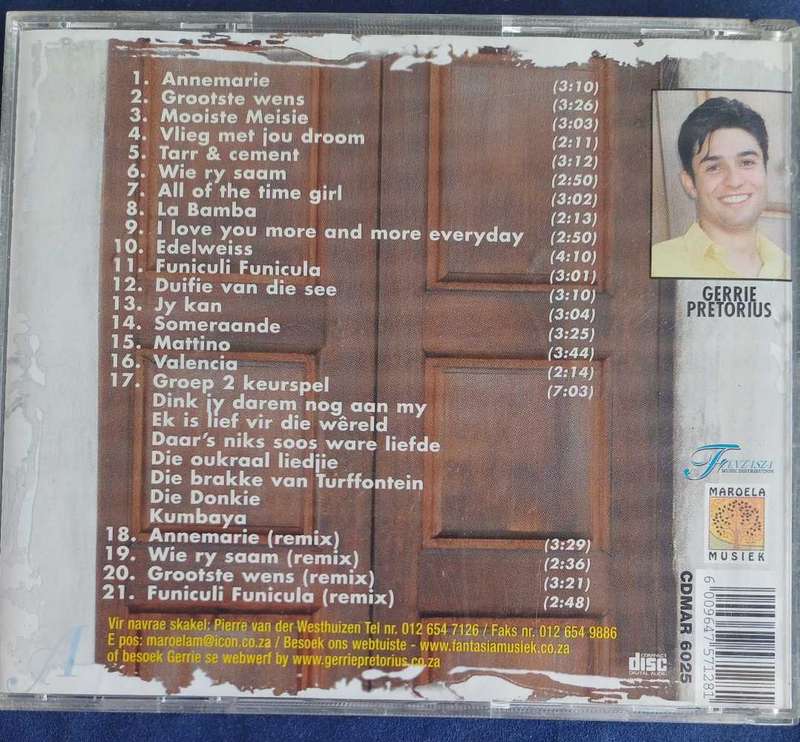 1. Annemarie (3:10)
2. Grootste wens (3:26)
3. Mooiste Meisie (3:03)
4. Vlieg met jou droom (2:11)
5. Tarr & cement (3:12)
6. Wie ry saam (2:50)
7. All of the time girl (3:02)
8. La Bamba (2:13)
9. I love you more and more everyday (2:50)
10. Edelweiss (4:10)
11. Funiculi Funicula (3:01)
12. Duifie van die see (3:10)
13. Jy kan (3:04)
14. Someraande (3:25)
15. Mattino (3:44)
16. Valencia (2:14)
17. Groep 2 keurspel (7:03)
Dink jy darem nog aan my
Ek is lief vir die wêreld
Daar's niks soos ware liefde
Die oukraal liedjie
Die brakke van Turffontein
Die Donkie
Kumbaya
18. Annemarie (remix) (3:29)
19. Wie ry saam (remix) (2:36)
20. Grootste wens (remix) (3:21)
21. Funiculi Funicula (remix) (2:48)
Vir navrae skakel: Pierre van der Westhuizen Tel nr. 012 654 7126 / Faks nr. 012 654 9886
E pos: maroelam@icon.co.za / Besoek ons webtuiste - www.fantasiamusiek.co.za
of besoek Gerrie se webwerf by www.gerriepretorius.co.za
GERRIE
PRETORIUS
MUSIC DISTRIBUTION
MAROELA
MUSIEK
COMPACT
disc
DIGITAL AUDIO
CDMAR 6025
6 009647 571281